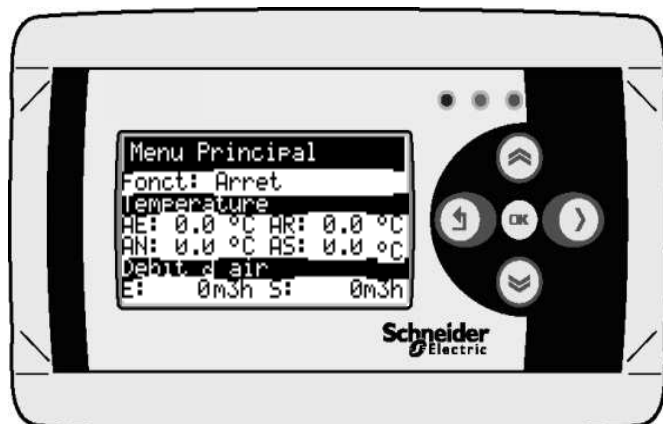 Menu Principal
Fonct: Arret
Temperature
AE: 0.0 °C AR: 0.0 °C
AN: 0.0 °C AS: 0.0 °C
Debit d air
E: 0m3h S: 0m3h
OK
Schneider
Electric